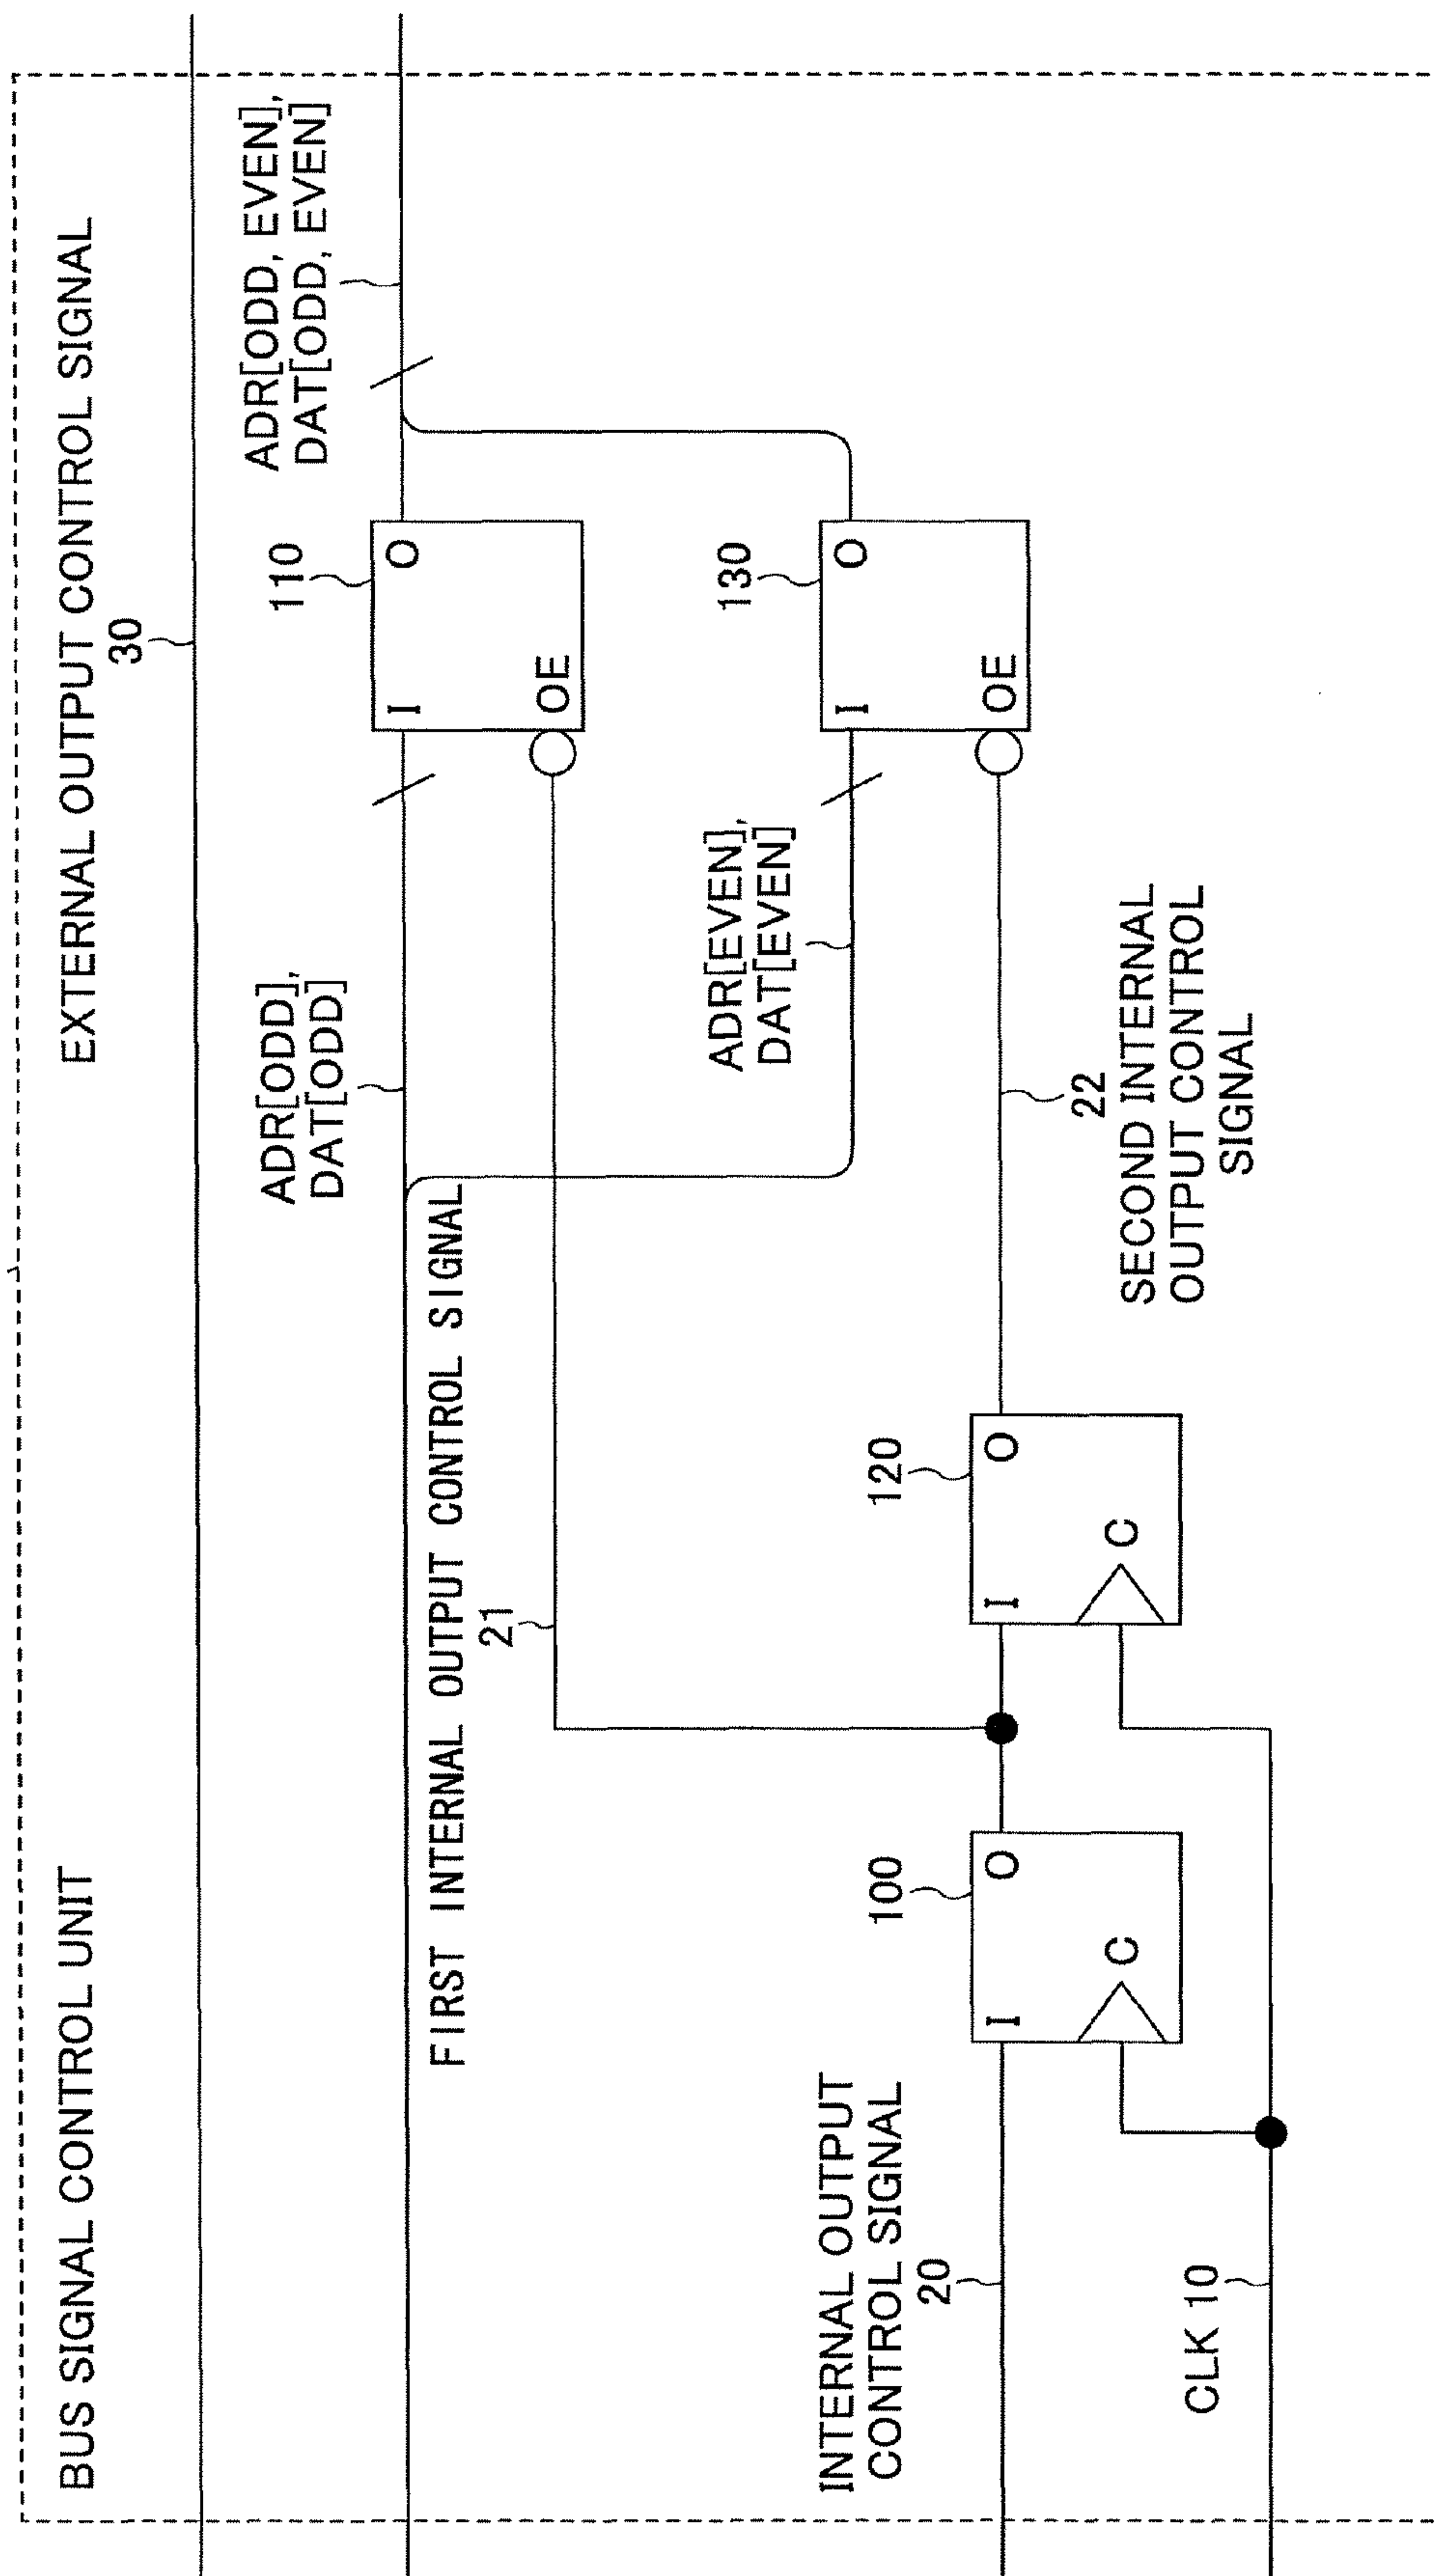 BUS SIGNAL CONTROL UNIT
EXTERNAL OUTPUT CONTROL SIGNAL
30
ADR[ODD],
DAT[ODD]
110
I
O
OE
ADR[ODD, EVEN],
DAT[ODD, EVEN]
FIRST INTERNAL OUTPUT CONTROL SIGNAL
21
ADR[EVEN],
DAT[EVEN]
130
I
O
OE
INTERNAL OUTPUT
CONTROL SIGNAL
20
100
I
O
C
120
I
O
C
22
SECOND INTERNAL
OUTPUT CONTROL
SIGNAL
CLK 10